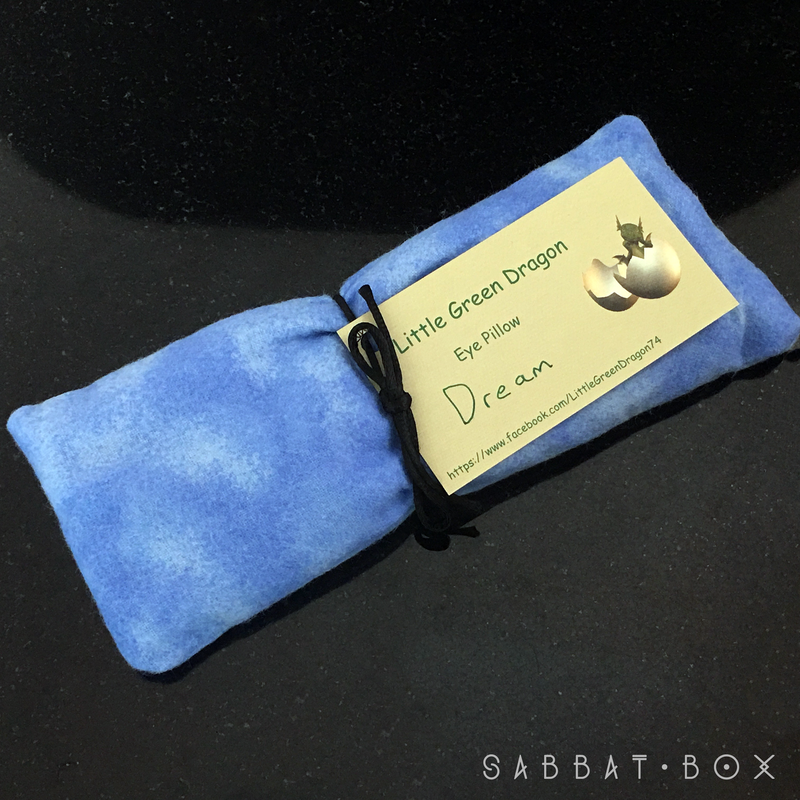 Little Green Dragon
Eye Pillow
Dream
https://www.facebook.com/LittleGreenDragon74
SABBAT·BOX